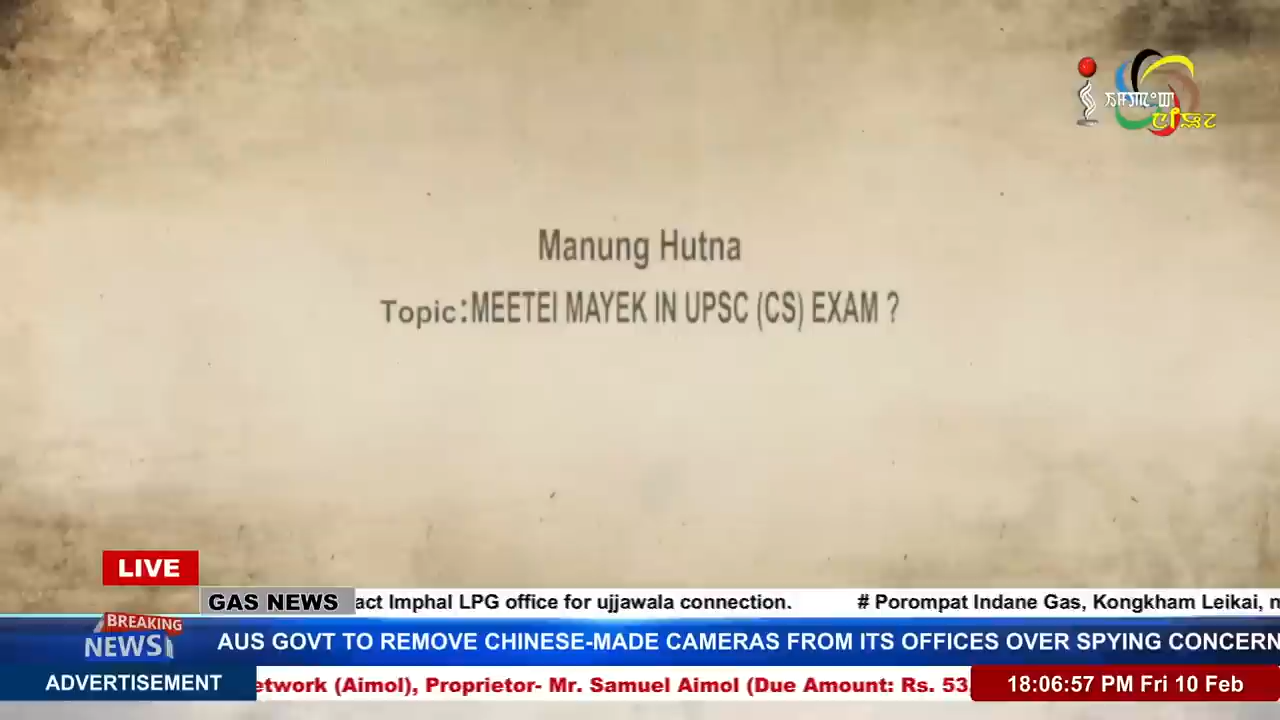 Manung Hutna
Topic:MEETEI MAYEK IN UPSC (CS) EXAM ?
LIVE
GAS NEWS act Imphal LPG office for ujjawala connection. # Porompat Indane Gas, Kongkham Leikai, n
BREAKING
NEWS AUS GOVT TO REMOVE CHINESE-MADE CAMERAS FROM ITS OFFICES OVER SPYING CONCERN
ADVERTISEMENT etwork (Aimol), Proprietor- Mr. Samuel Aimol (Due Amount: Rs. 53 18:06:57 PM Fri 10 Feb